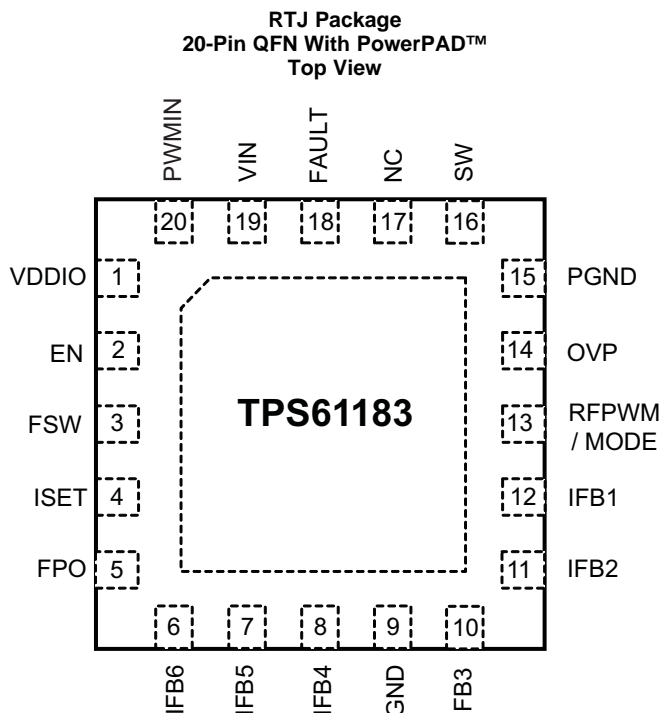 RTJ Package
20-Pin QFN With PowerPAD™
Top View
PWMIN
VIN
FAULT
NC
SW
20
19
18
17
16
VDDIO
1
15
PGND
EN
2
14
OVP
FSW
3
TPS61183
13
RFPWM
/ MODE
ISET
4
12
IFB1
FPO
5
11
IFB2
6
7
8
9
10
IFB6
IFB5
IFB4
GND
FB3